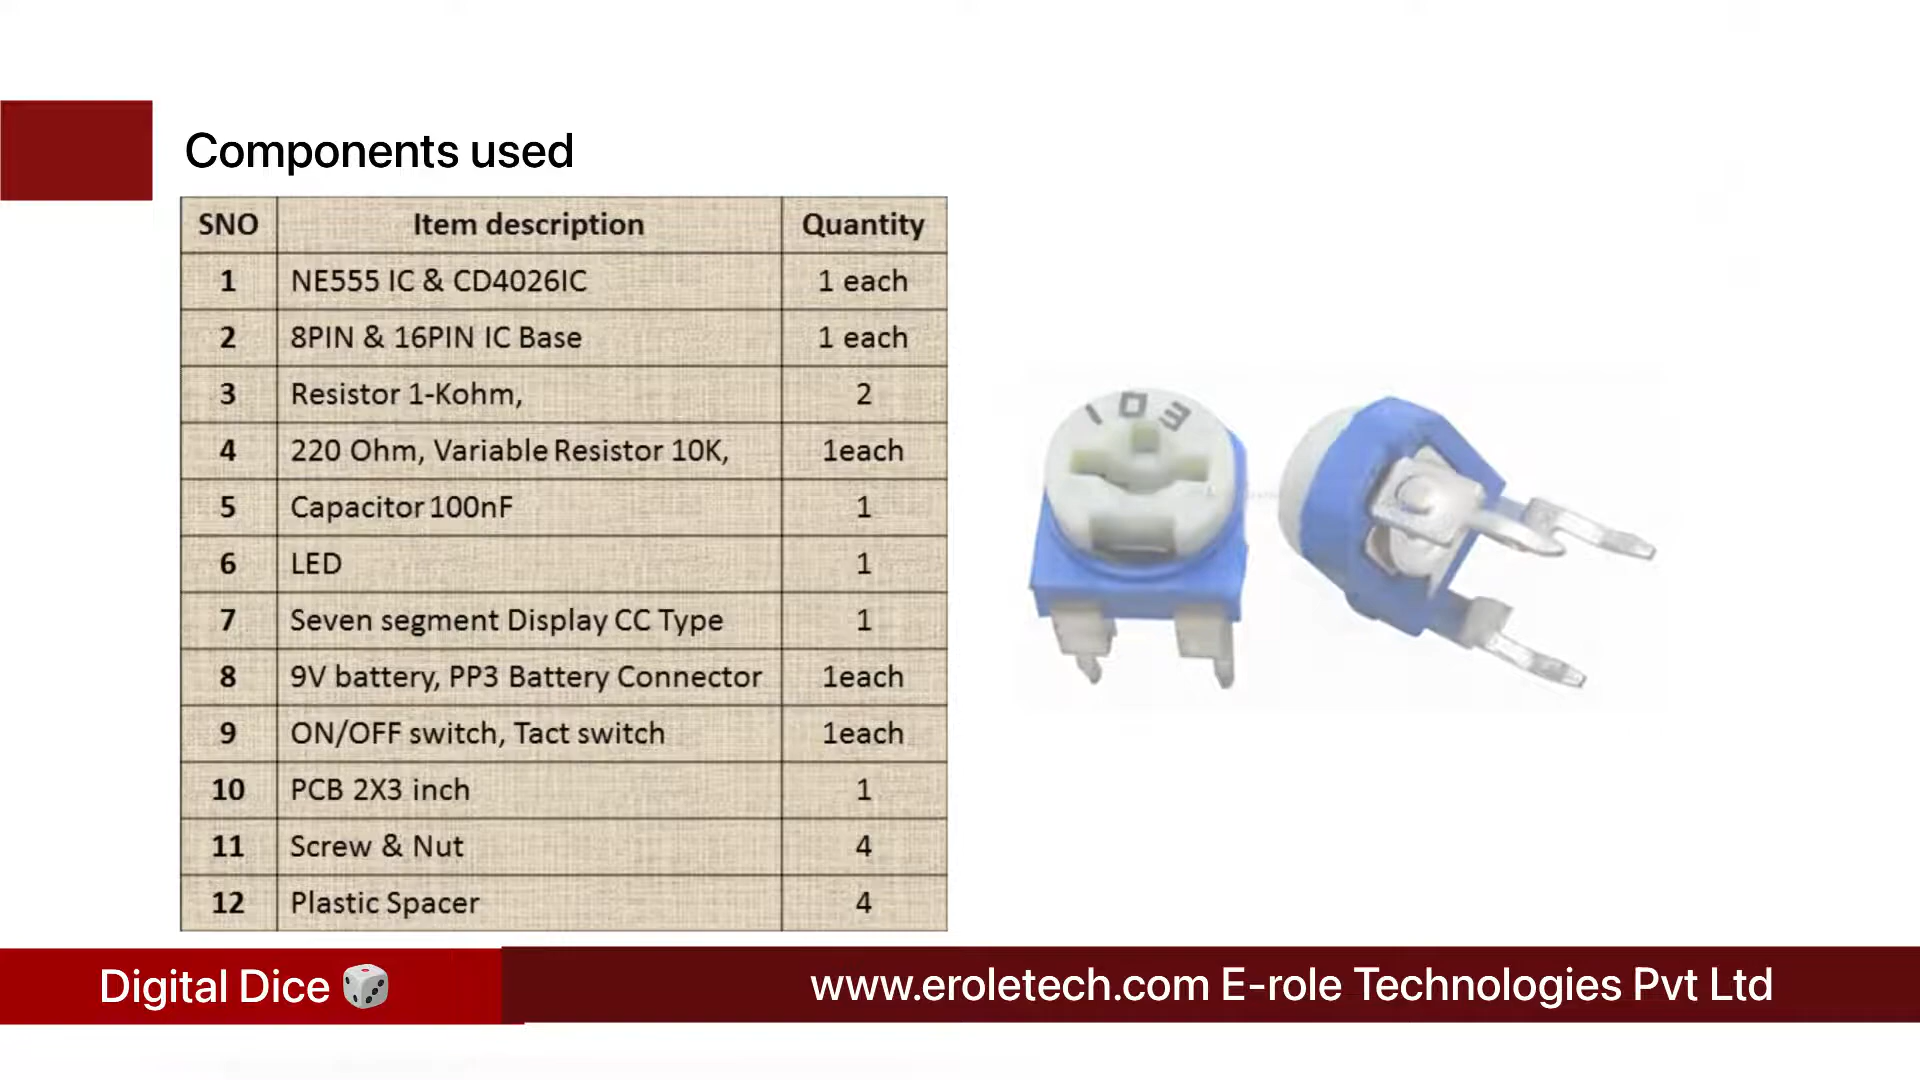 Components used
SNO Item description Quantity
1 NE555 IC & CD4026IC 1 each
2 8PIN & 16PIN IC Base 1 each
3 Resistor 1-Kohm, 2
4 220 Ohm, Variable Resistor 10K, 1each
5 Capacitor 100nF 1
6 LED 1
7 Seven segment Display CC Type 1
8 9V battery, PP3 Battery Connector 1each
9 ON/OFF switch, Tact switch 1each
10 PCB 2X3 inch 1
11 Screw & Nut 4
12 Plastic Spacer 4
103
Digital Dice
www.eroletech.com E-role Technologies Pvt Ltd